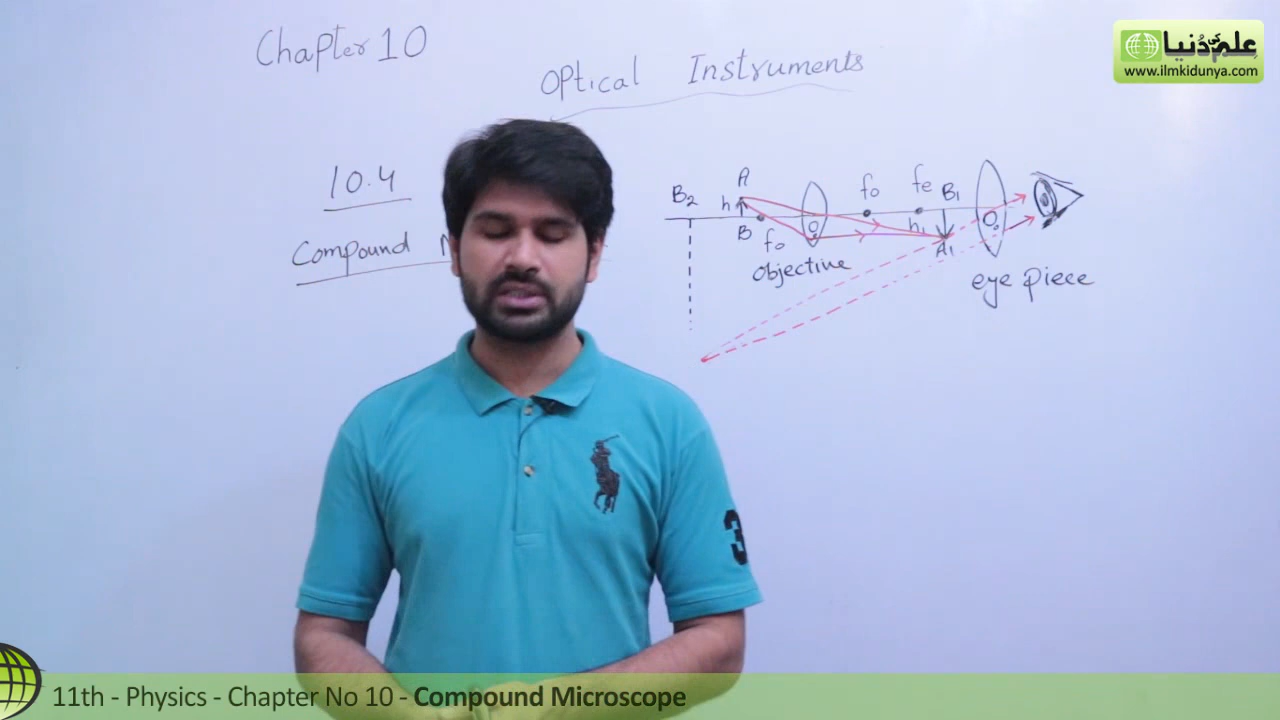 Chapter 10
Optical Instruments
علم کی دُنیا
www.ilmkidunya.com
10.4
Compound
B2 A h B fo
O
objective
fo fe B1 h1 A1
O
eye piece
3
11th - Physics - Chapter No 10 - Compound Microscope